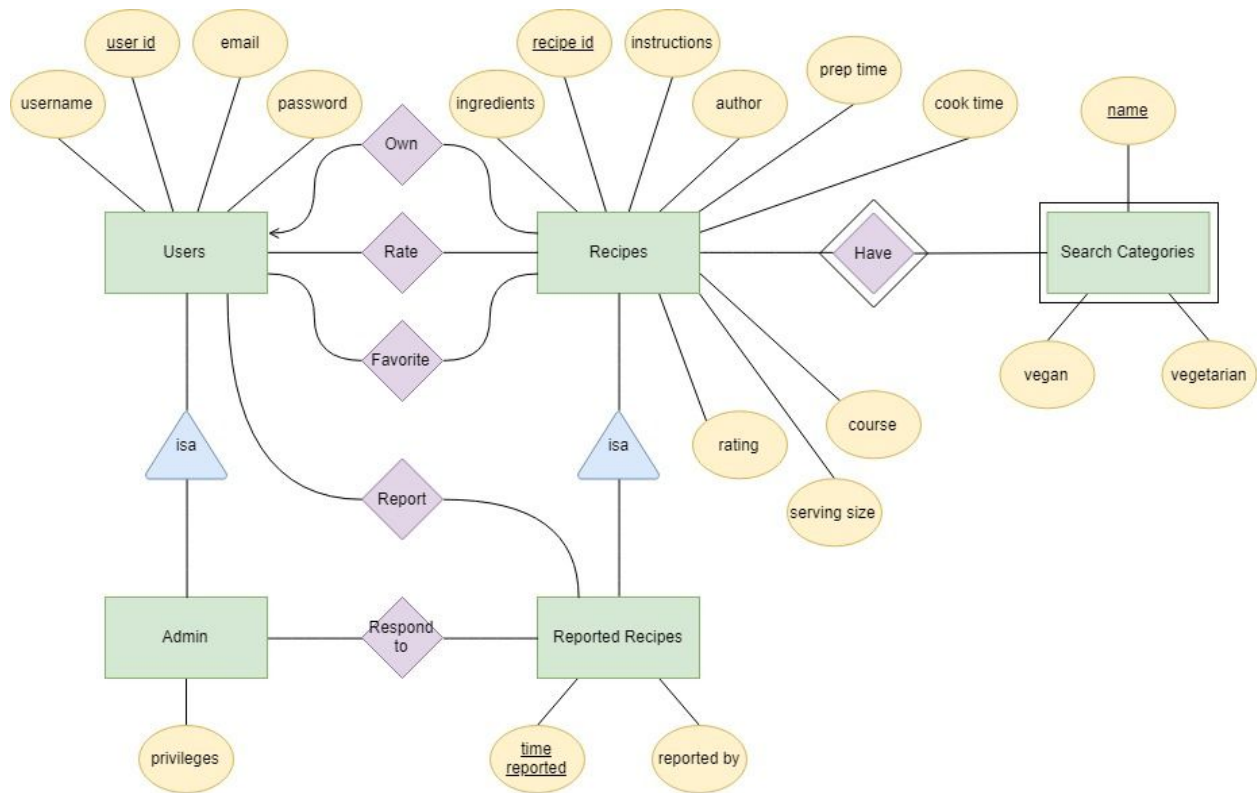 user id
email
recipe id
instructions
username
password
ingredients
author
prep time
cook time
name
Own
Users
Rate
Recipes
Have
Search Categories
Favorite
vegan
vegetarian
isa
isa
rating
course
Report
serving size
Admin
Respond
to
Reported Recipes
privileges
time
reported
reported by